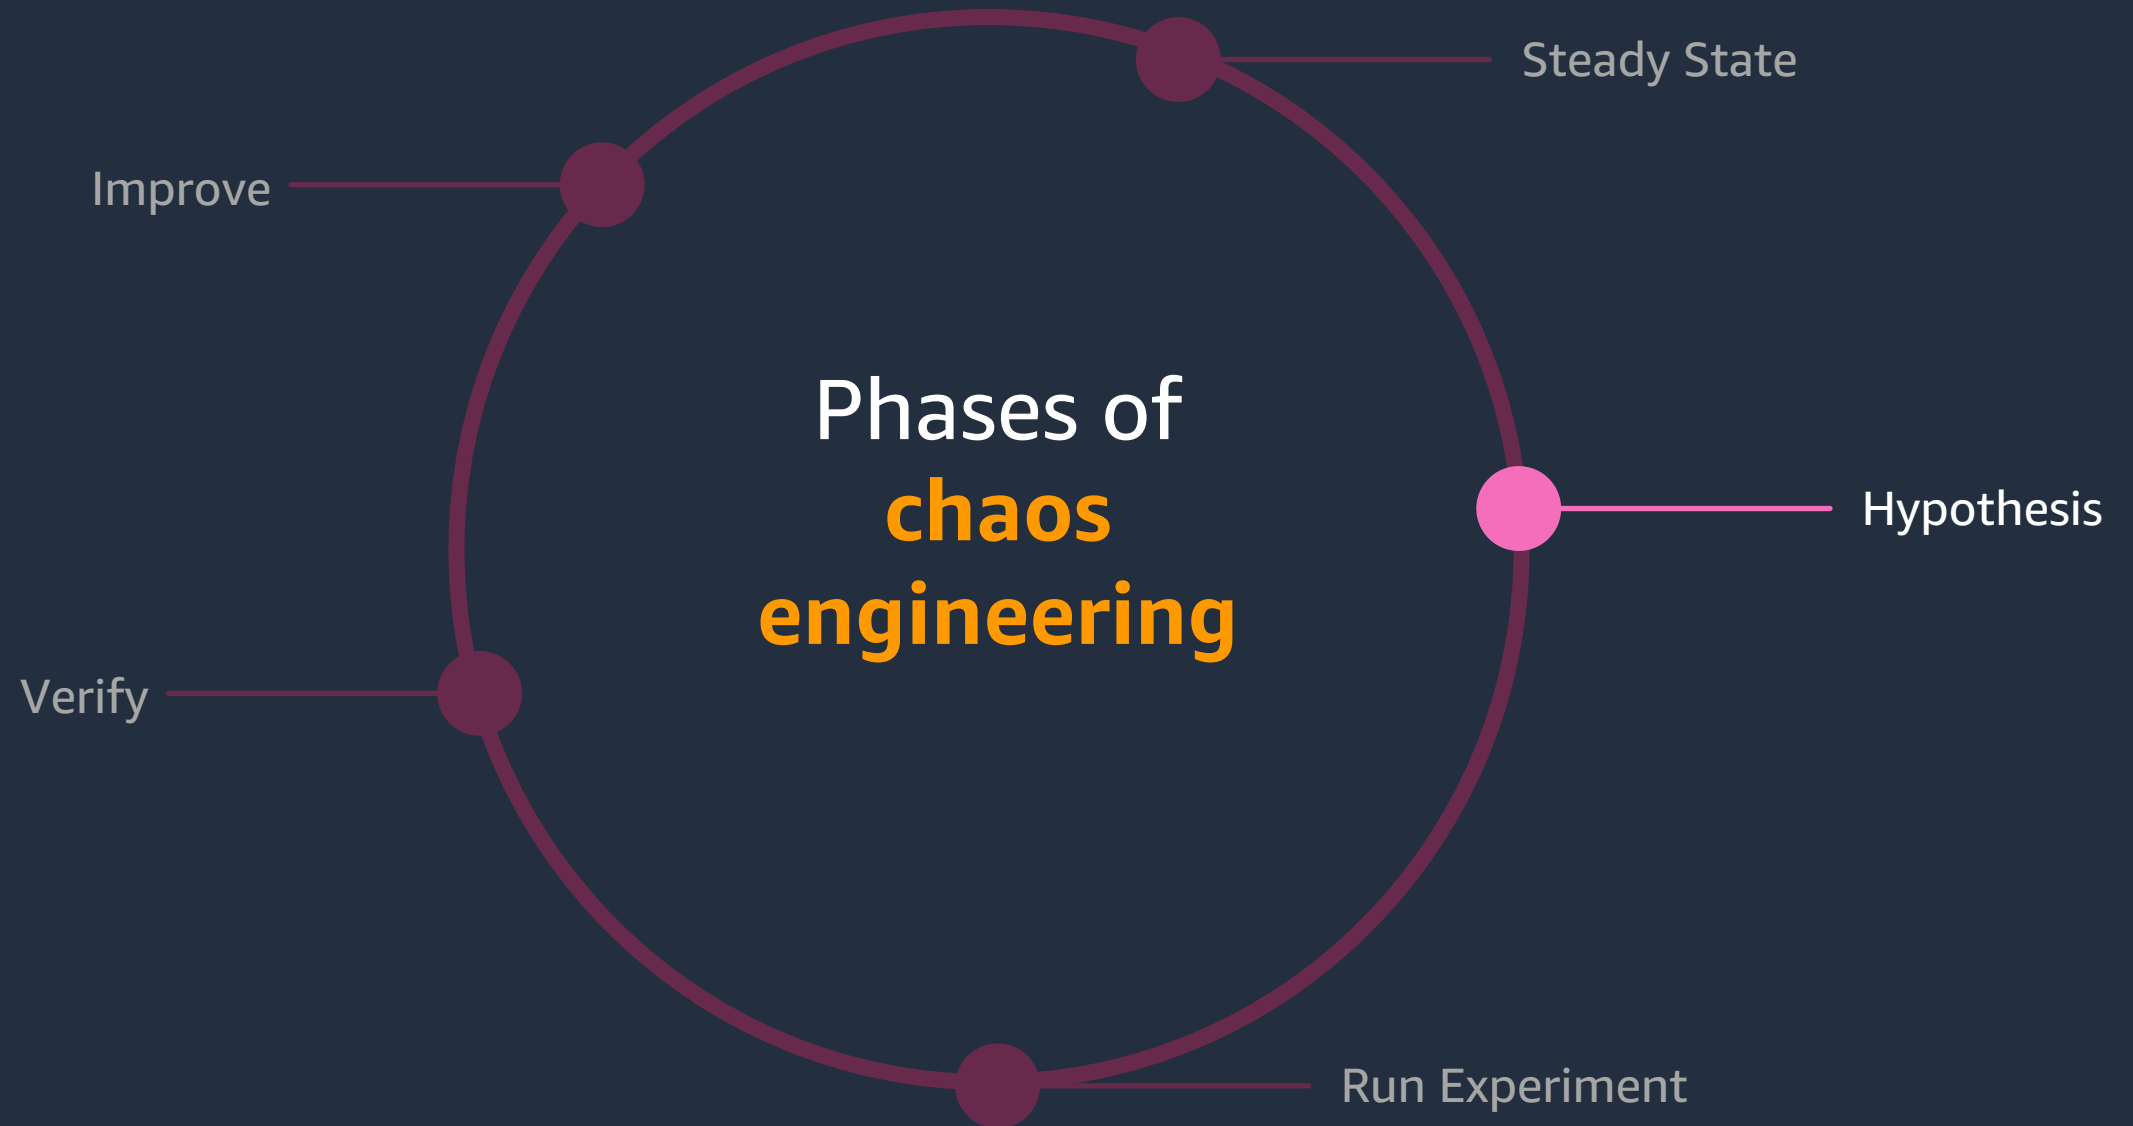 Steady State
Improve
Phases of
chaos
engineering
Hypothesis
Verify
Run Experiment